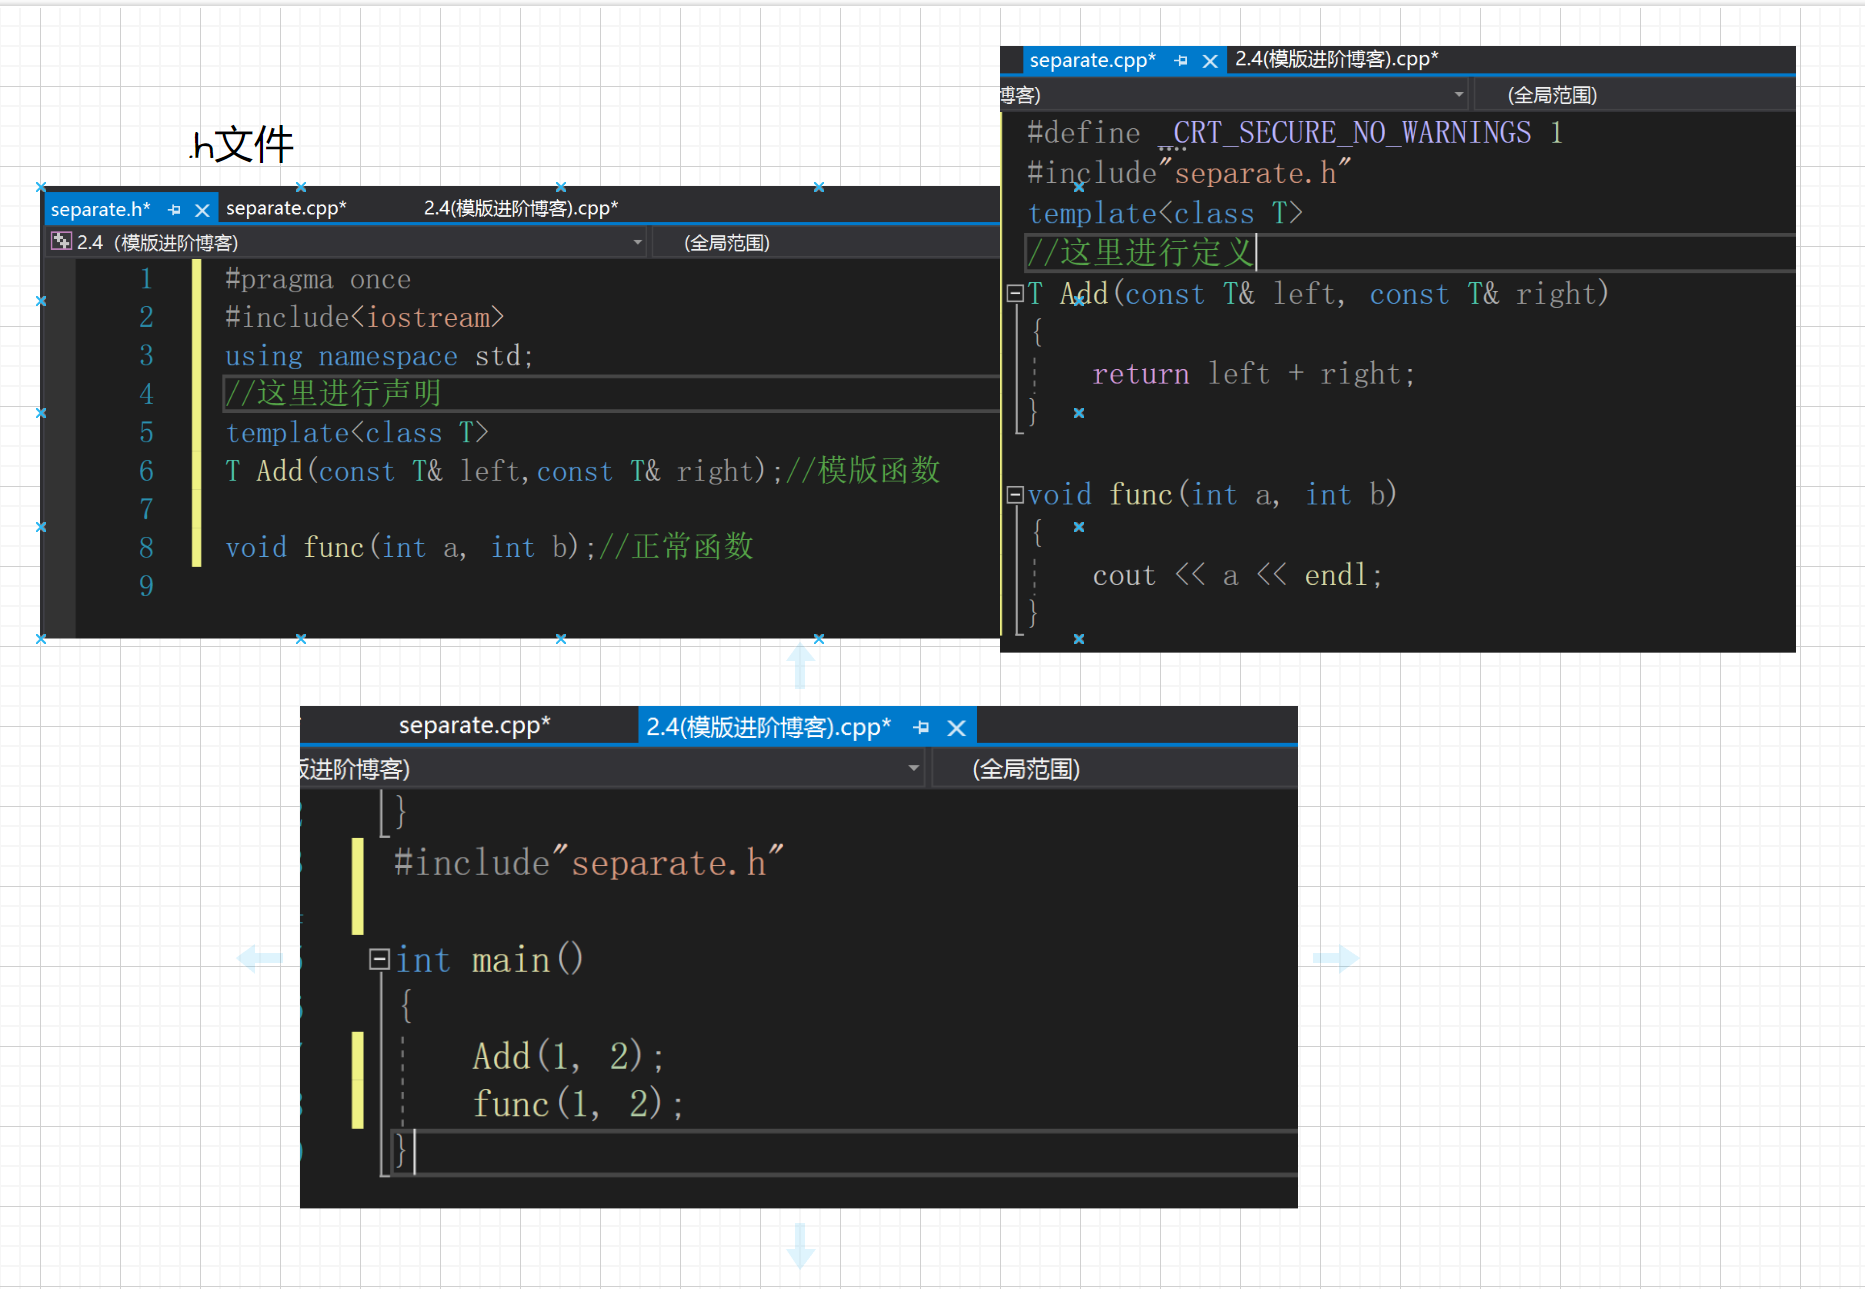 .h文件
separate.h*
separate.cpp*
2.4(模版进阶博客).cpp*
2.4（模版进阶博客)
(全局范围)
1 #pragma once
2 #include<iostream>
3 using namespace std;
4 //这里进行声明
5 template<class T>
6 T Add(const T& left,const T& right);//模版函数
7
8 void func(int a, int b);//正常函数
9
separate.cpp*
2.4(模版进阶博客).cpp*
博客)
(全局范围)
#define _CRT_SECURE_NO_WARNINGS 1
#include"separate.h"
template<class T>
//这里进行定义
T Add(const T& left, const T& right)
{
return left + right;
}
void func(int a, int b)
{
cout << a << endl;
}
separate.cpp*
2.4(模版进阶博客).cpp*
版进阶博客)
(全局范围)
}
#include"separate.h"
int main()
{
Add(1, 2);
func(1, 2);
}